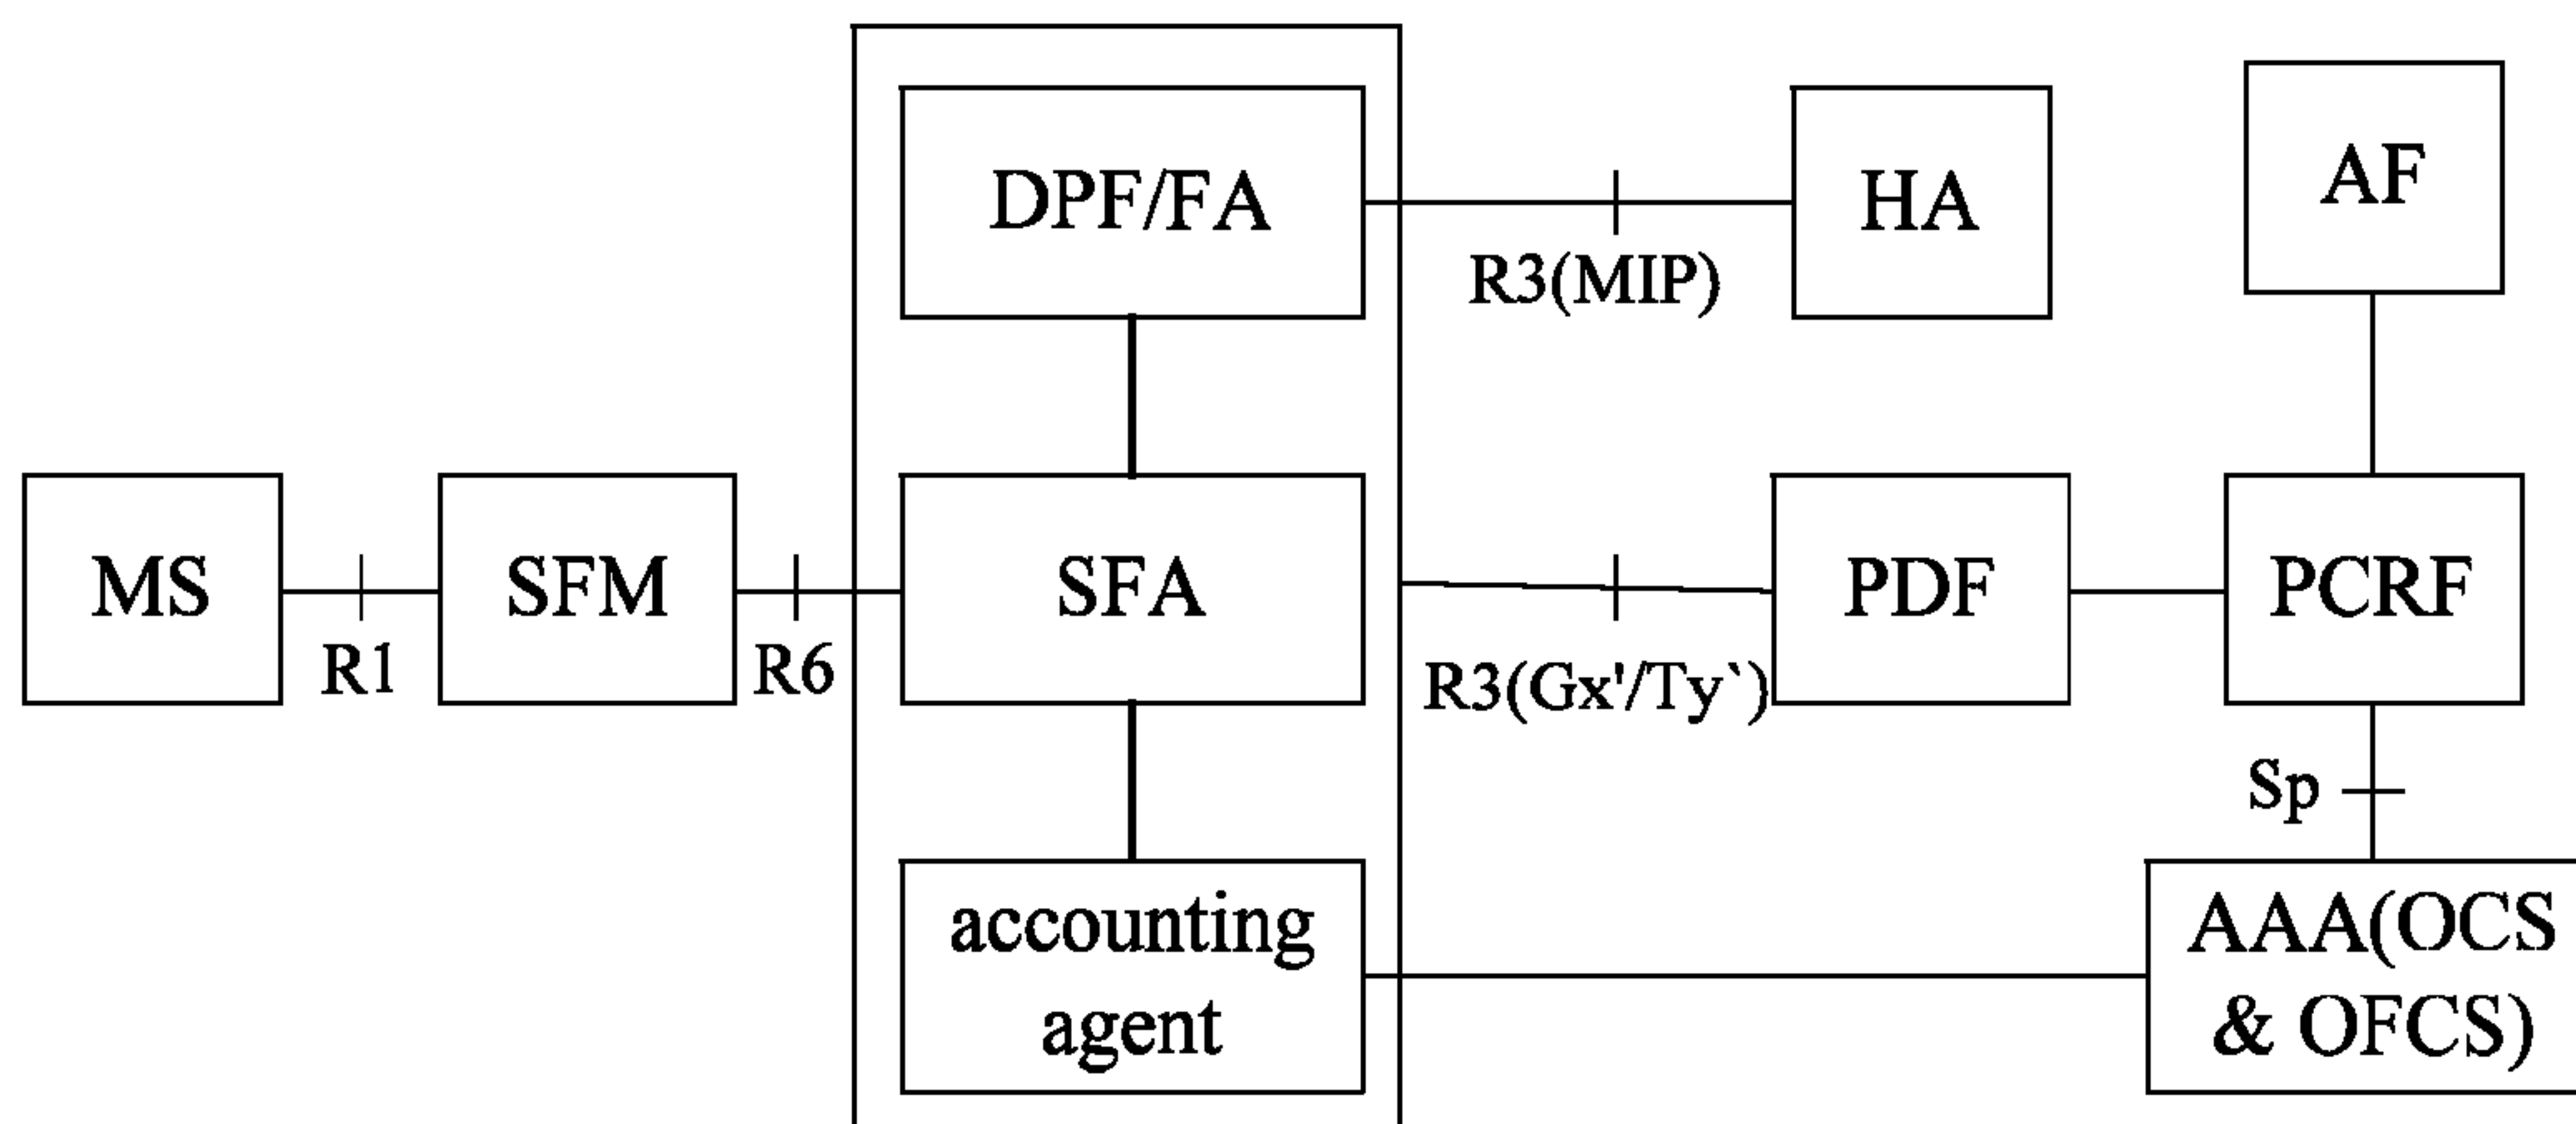 DPF/FA
HA
AF
R3(MIP)
MS
SFM
SFA
PDF
PCRF
R1
R6
R3(Gx'/Ty`)
Sp
accounting
agent
AAA(OCS
& OFCS)